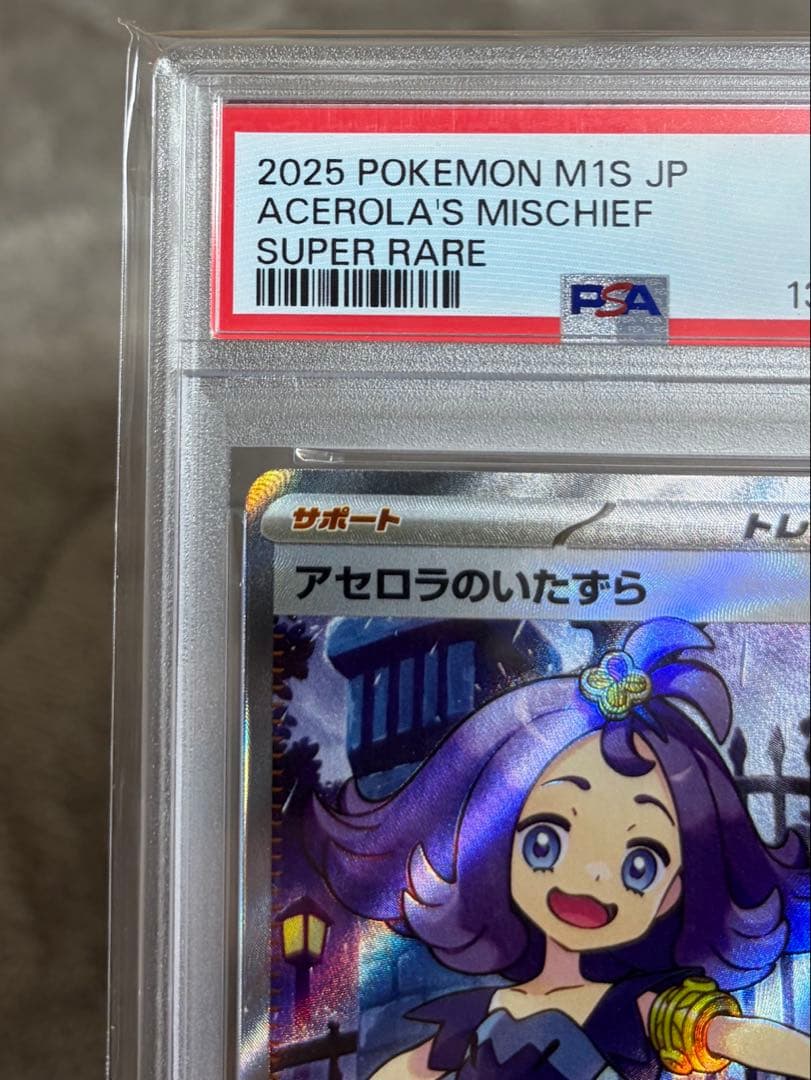 2025 POKEMON M1S JP
ACEROLA'S MISCHIEF
SUPER RARE
PSA
サポート
アセロラのいたずら